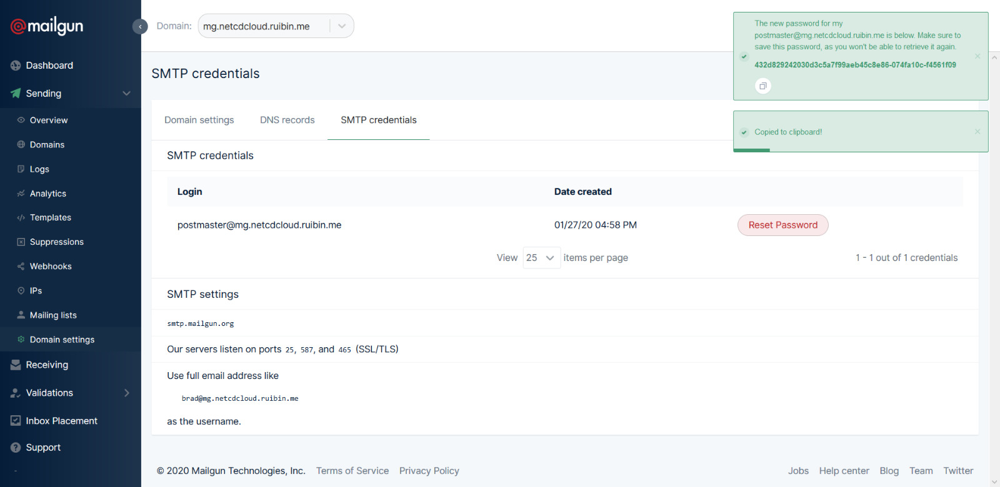 mailgun
Dashboard
Sending
Overview
Domains
Logs
Analytics
Templates
Suppressions
Webhooks
IPs
Mailing lists
Domain settings
Receiving
Validations
Inbox Placement
Support
Domain:
mg.netcdcloud.ruibin.me
SMTP credentials
Domain settings
DNS records
SMTP credentials
SMTP credentials
Login
Date created
postmaster@mg.netcdcloud.ruibin.me
01/27/20 04:58 PM
Reset Password
View 25 items per page
1 - 1 out of 1 credentials
SMTP settings
smtp.mailgun.org
Our servers listen on ports 25, 587, and 465 (SSL/TLS)
Use full email address like
brad@mg.netcdcloud.ruibin.me
as the username.
The new password for my
postmaster@mg.netcdcloud.ruibin.me is below. Make sure to
save this password, as you won't be able to retrieve it again.
432d829242030d3c5a7f99aeb45c8e86-074fa10c-f4561f09
Copied to clipboard!
© 2020 Mailgun Technologies, Inc.
Terms of Service
Privacy Policy
Jobs
Help center
Blog
Team
Twitter